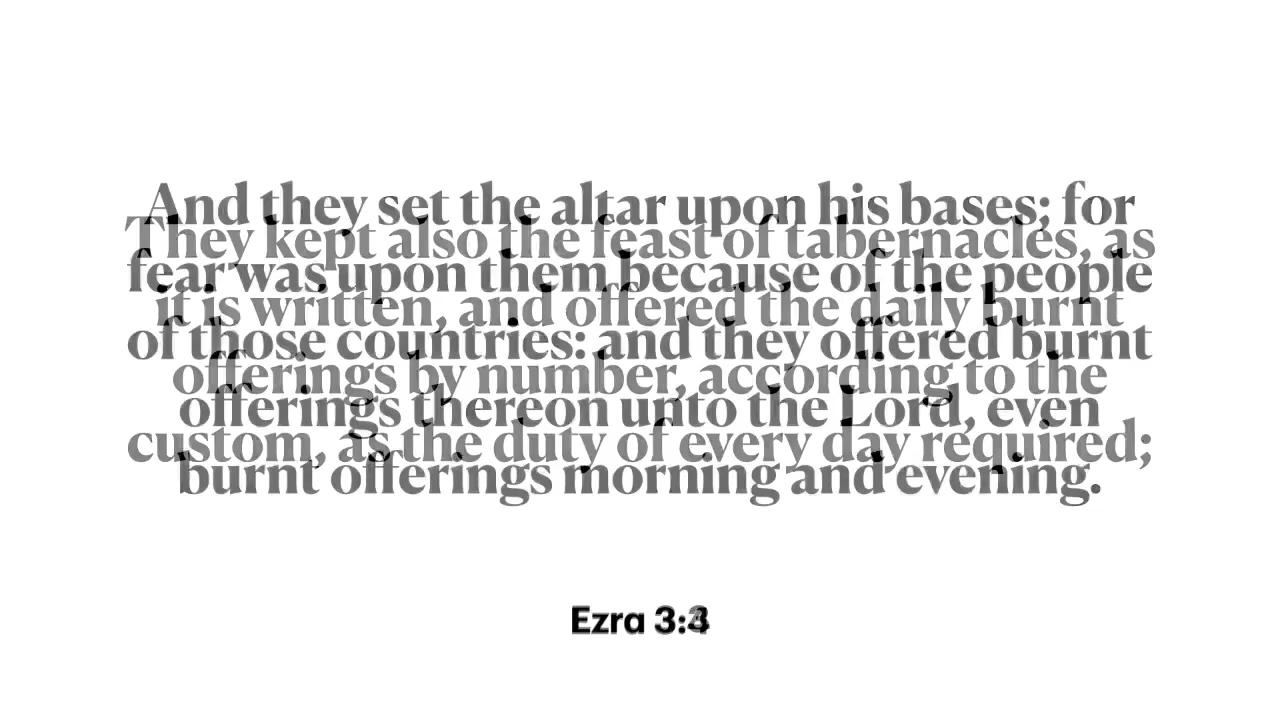 And they set the altar upon his bases; for
They kept also the feast of tabernacles, as
fear was upon them because of the people
it is written, and offered the daily burnt
of those countries: and they offered burnt
offerings by number, according to the
offerings thereon unto the Lord, even
custom, as the duty of every day required;
burnt offerings morning and evening.
Ezra 3: